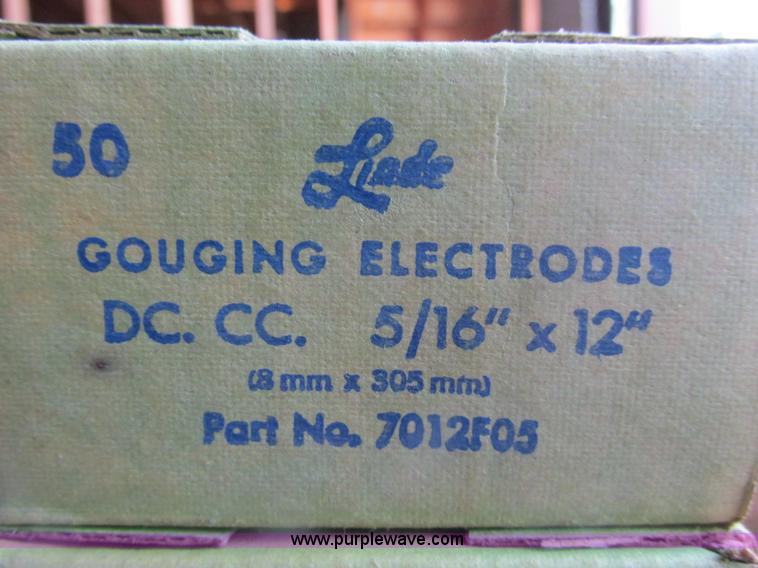 50
Linde
GOUGING ELECTRODES
DC. CC. 5/16" x 12"
(8 mm x 305 mm)
Part No. 7012F05
www.purplewave.com